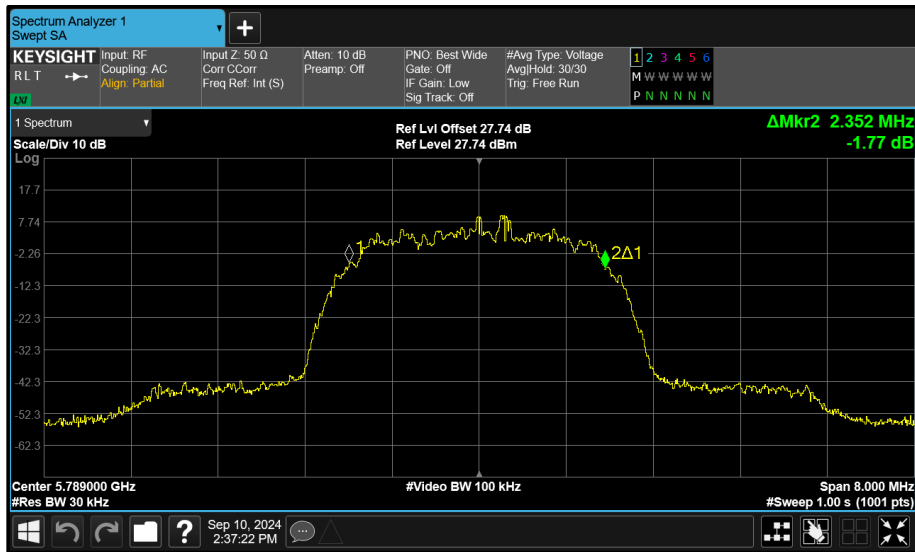 Spectrum Analyzer 1
Swept SA
+
KEYSIGHT
RLT
LXI
Input: RF
Coupling: AC
Align: Partial
Input Z: 50 Ω
Corr CCorr
Freq Ref: Int (S)
Atten: 10 dB
Preamp: Off
PNO: Best Wide
Gate: Off
IF Gain: Low
Sig Track: Off
#Avg Type: Voltage
Avg|Hold: 30/30
Trig: Free Run
1 2 3 4 5 6
M W W W W W
P N N N N N
1 Spectrum
Scale/Div 10 dB
Ref Lvl Offset 27.74 dB
Ref Level 27.74 dBm
ΔMkr2 2.352 MHz
-1.77 dB
Log
17.7
7.74
-2.26
-12.3
-22.3
-32.3
-42.3
-52.3
-62.3
1
2Δ1
Center 5.789000 GHz
#Res BW 30 kHz
#Video BW 100 kHz
Span 8.000 MHz
#Sweep 1.00 s (1001 pts)
?
Sep 10, 2024
2:37:22 PM